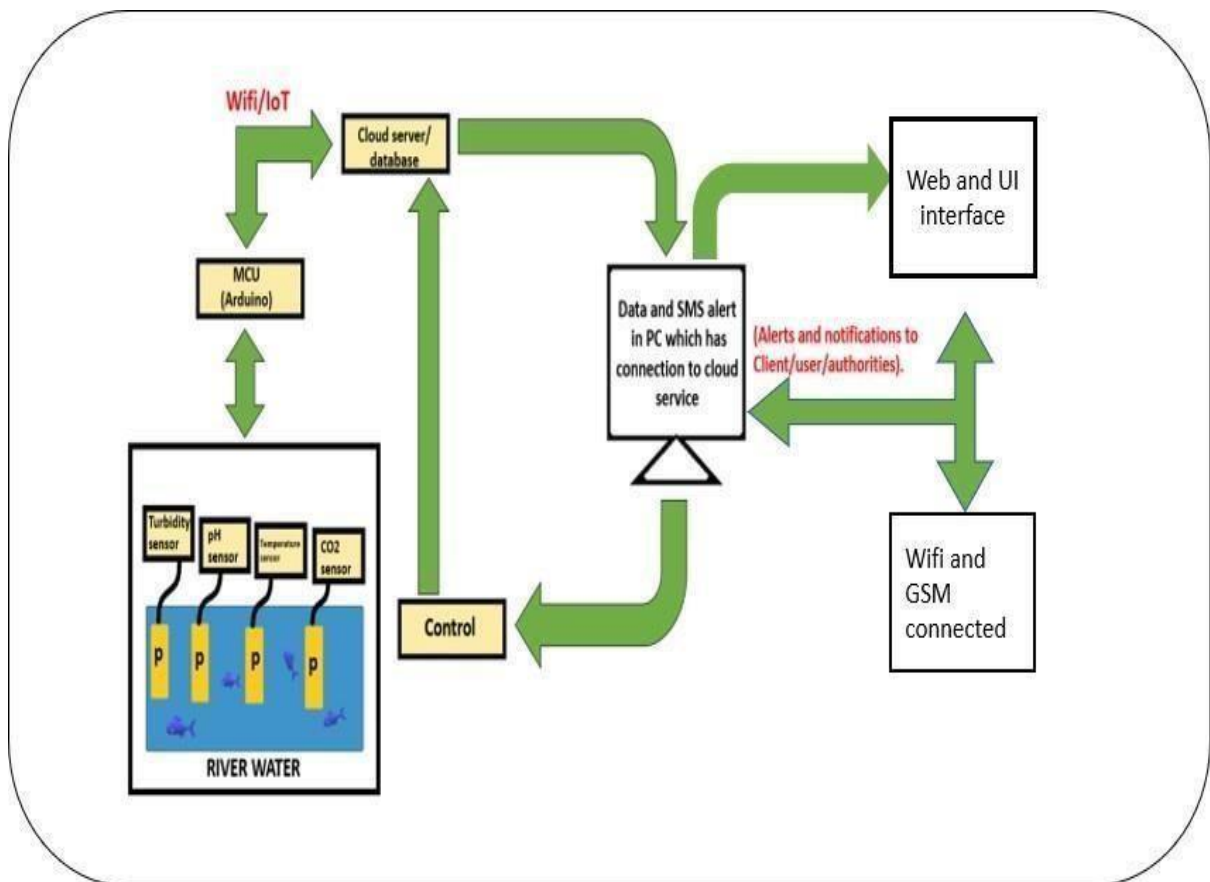 Wifi/IoT
Cloud server/
database
MCU
(Arduino)
Turbidity
sensor
pH
sensor
Temperature
sensor
CO2
sensor
p
p
p
p
RIVER WATER
Control
Data and SMS alert
in PC which has
connection to cloud
service
(Alerts and notifications to
Client/user/authorities).
Web and UI
interface
Wifi and
GSM
connected